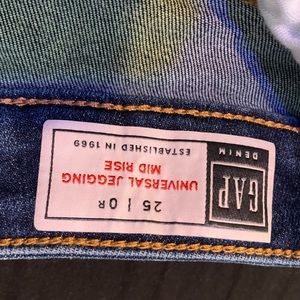 GAP
DENIM
ESTABLISHED IN 1969
UNIVERSAL JEGGING
MID RISE
25 | 0R